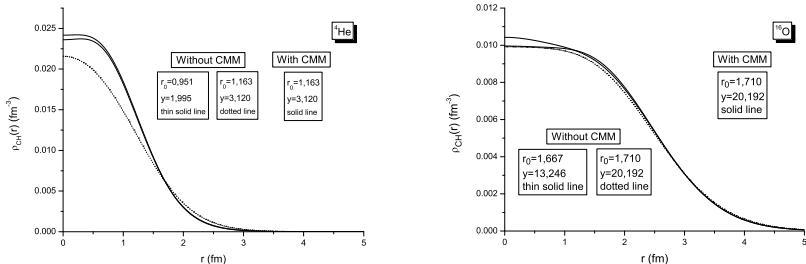 ⁴He
0.025
0.020
0.015
0.010
0.005
0.000
ρCH(r) (fm⁻³)
0 1 2 3 4 5
r (fm)
Without CMM
With CMM
r₀=0,951
y=1,995
thin solid line
r₀=1,163
y=3,120
dotted line
r₀=1,163
y=3,120
solid line
¹⁶O
0.012
0.010
0.008
0.006
0.004
0.002
0.000
ρCH(r) (fm⁻³)
0 1 2 3 4 5
r (fm)
With CMM
r₀=1,710
y=20,192
solid line
Without CMM
r₀=1,667
y=13,246
thin solid line
r₀=1,710
y=20,192
dotted line